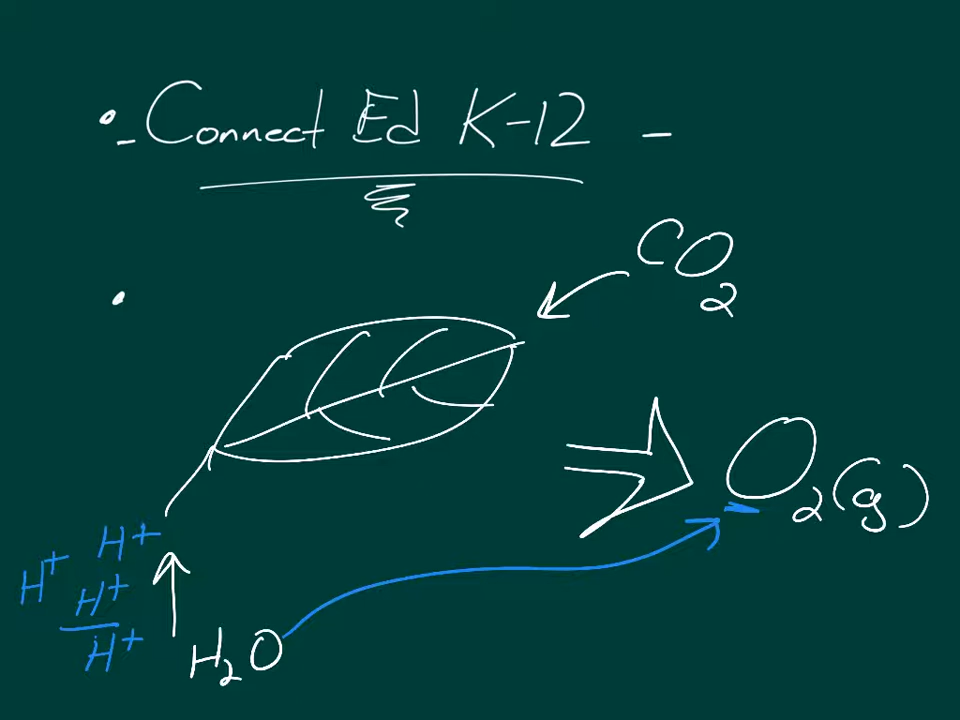 - Connect Ed K-12 -
CO2
O2(g)
H+
H+
H+
H+
H2O